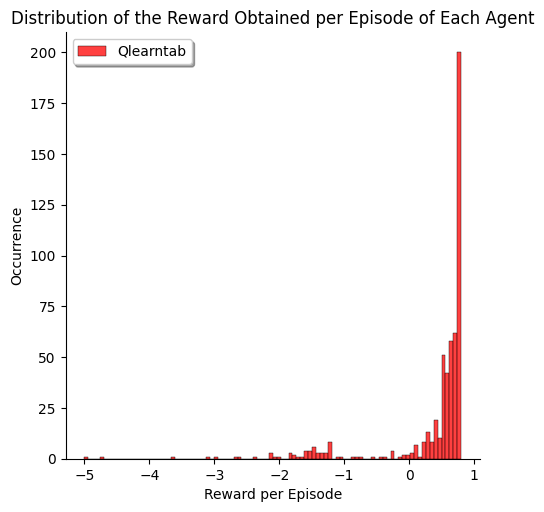 Distribution of the Reward Obtained per Episode of Each Agent
Qlearntab
200
175
150
125
100
75
50
25
0
Occurrence
−5 −4 −3 −2 −1 0 1
Reward per Episode